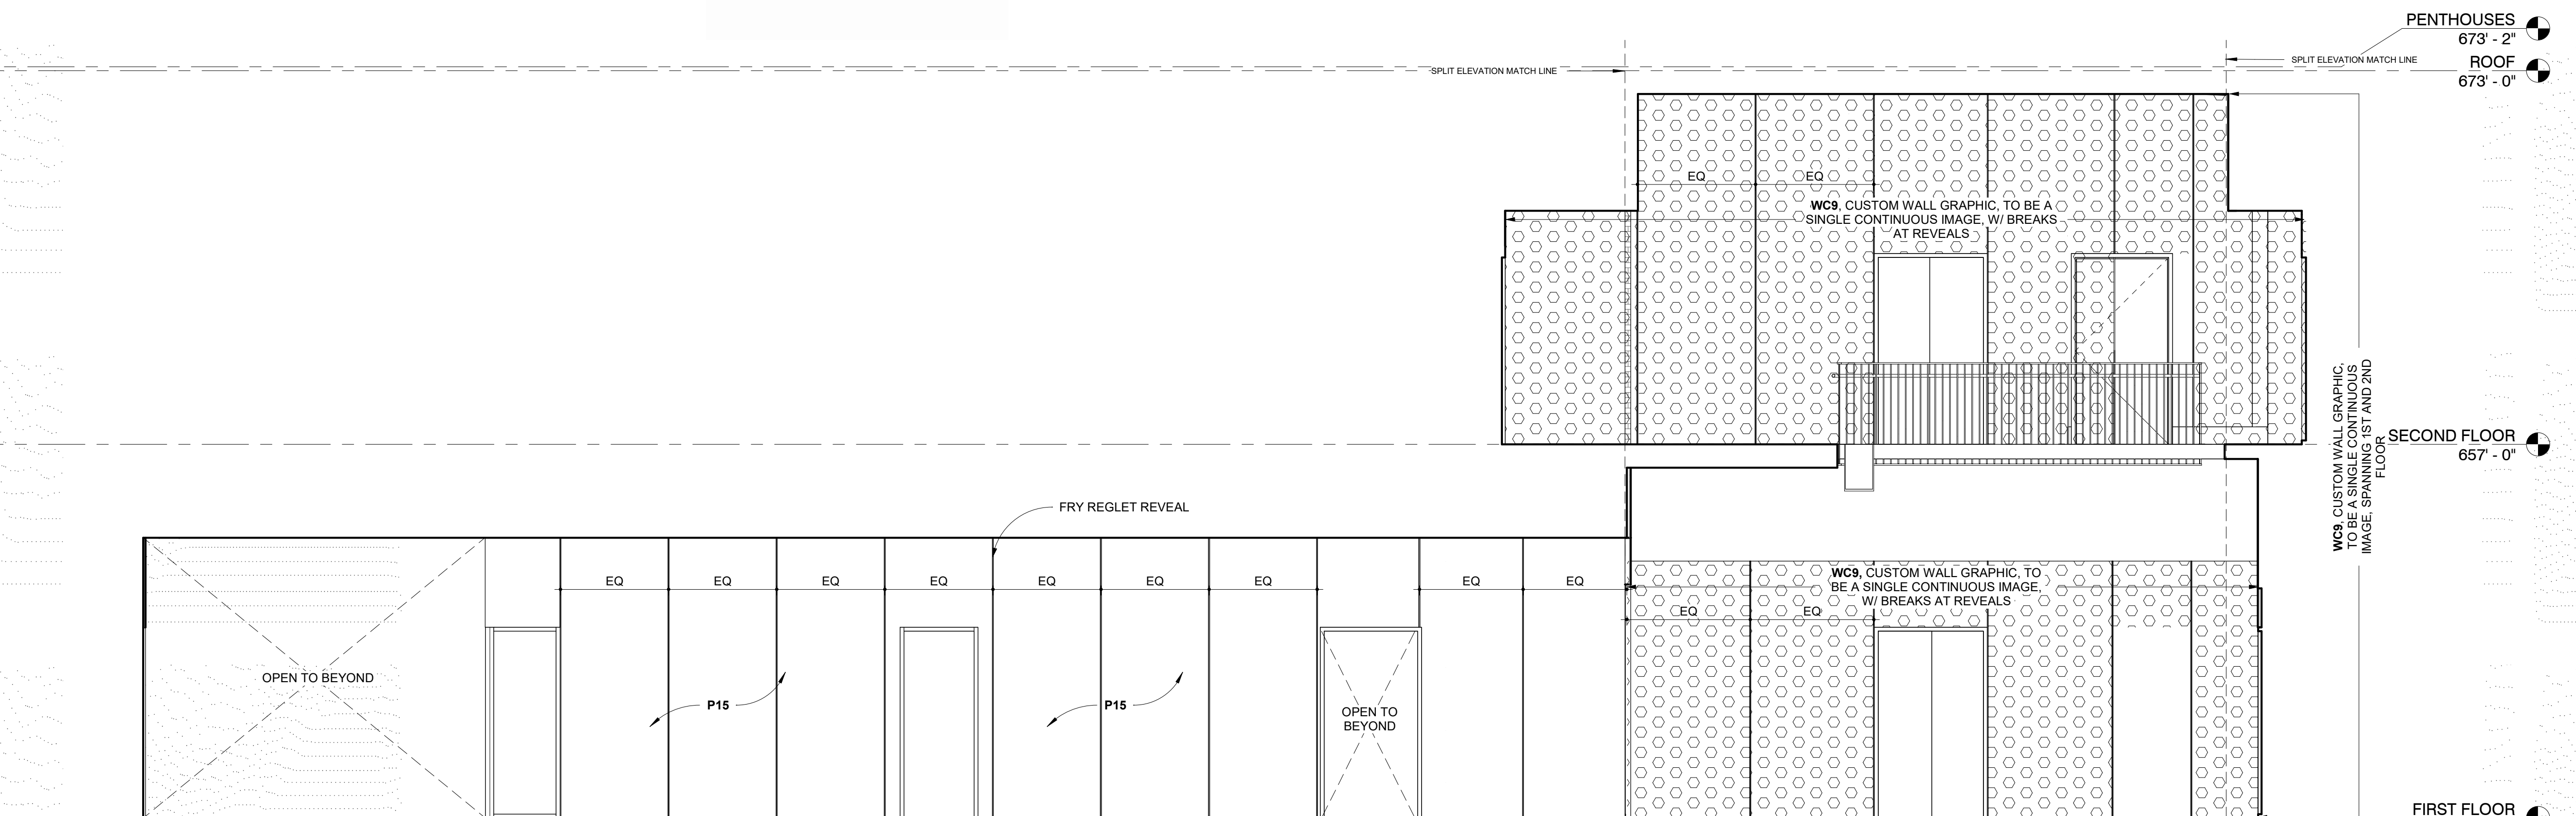 PENTHOUSES
673' - 2"
SPLIT ELEVATION MATCH LINE
SPLIT ELEVATION MATCH LINE
ROOF
673' - 0"
EQ
EQ
WC9, CUSTOM WALL GRAPHIC, TO BE A
SINGLE CONTINUOUS IMAGE, W/ BREAKS
AT REVEALS
WC9, CUSTOM WALL GRAPHIC,
TO BE A SINGLE CONTINUOUS
IMAGE, SPANNING 1ST AND 2ND
FLOOR
SECOND FLOOR
657' - 0"
FRY REGLET REVEAL
EQ
EQ
EQ
EQ
EQ
EQ
EQ
EQ
EQ
WC9, CUSTOM WALL GRAPHIC, TO
BE A SINGLE CONTINUOUS IMAGE,
W/ BREAKS AT REVEALS
EQ
EQ
OPEN TO BEYOND
P15
P15
OPEN TO
BEYOND
FIRST FLOOR